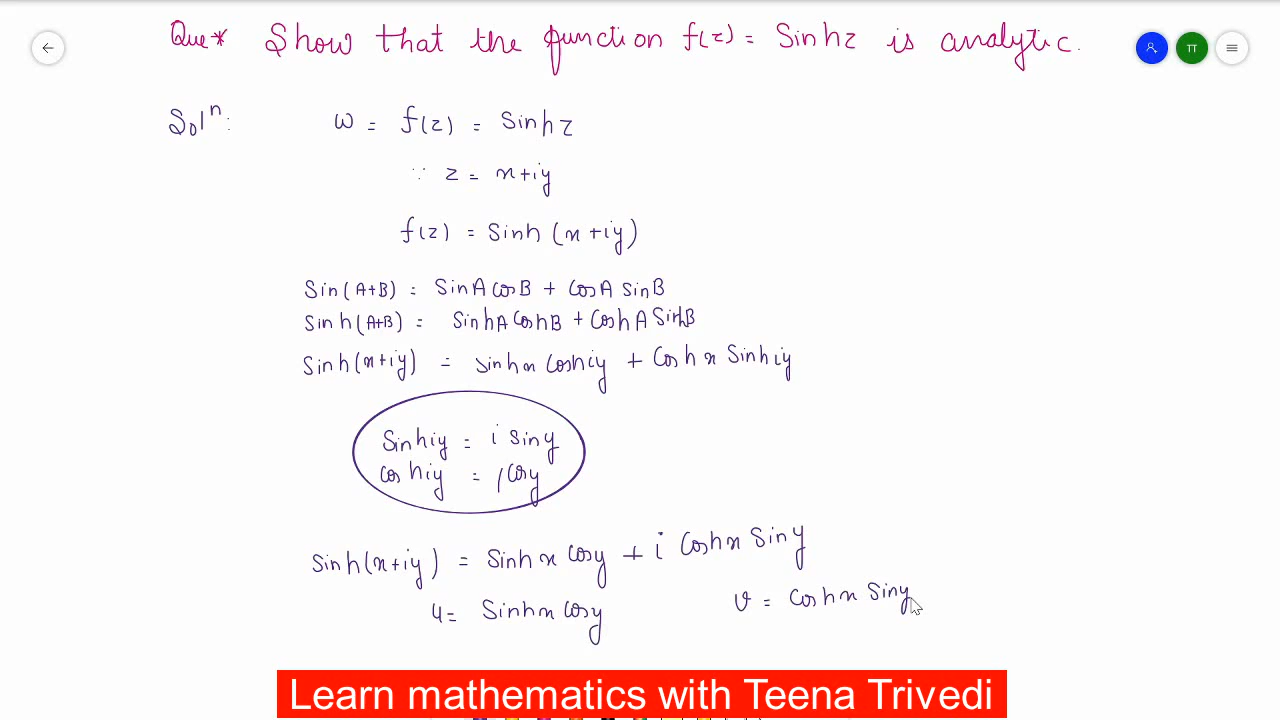 Que* Show that the function f(z) = Sinhz is analytic.
Solⁿ: w = f(z) = Sinhz
∵ z = x+iy
f(z) = Sinh (x+iy)
Sin(A+B) = SinA CosB + CosA SinB
Sinh(A+B) = SinhA CoshB + CoshA SinhB
Sinh(x+iy) = Sinhx Coshiy + Coshx Sinhiy
Sinhiy = i Siny
Coshiy = Cosy
Sinh(x+iy) = Sinhx Cosy + i Coshx Siny
u = Sinhx Cosy v = Coshx Siny
Learn mathematics with Teena Trivedi